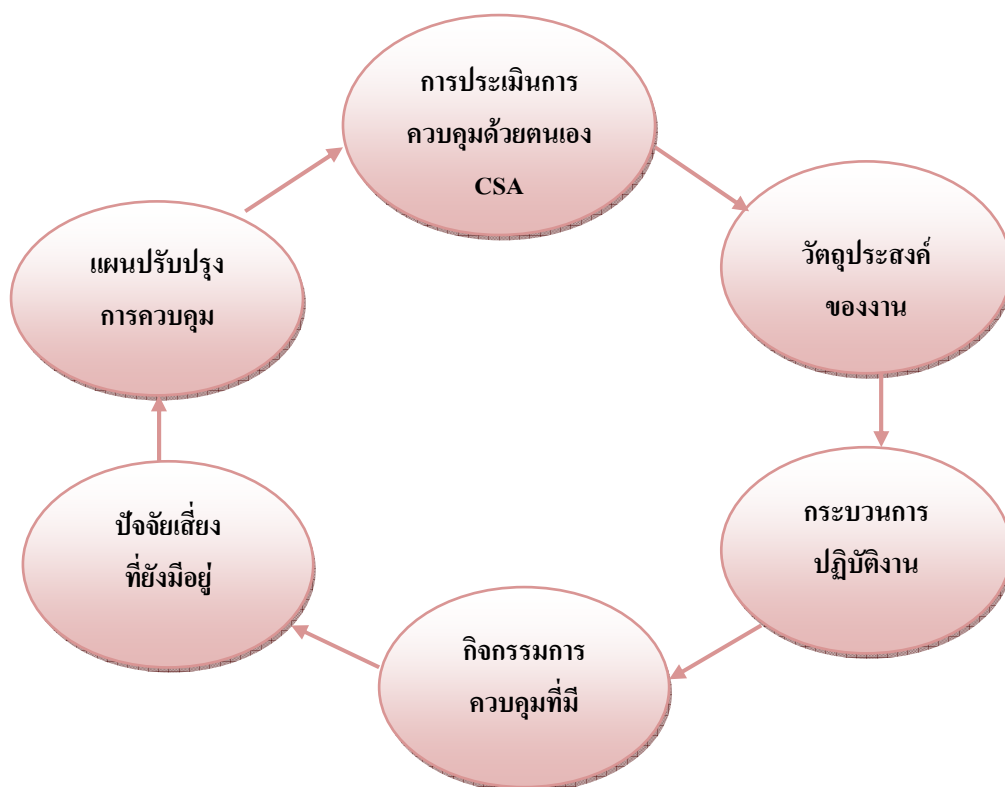 การประเมินการ
ควบคุมด้วยตนเอง
CSA
วัตถุประสงค์
ของงาน
กระบวนการ
ปฏิบัติงาน
กิจกรรมการ
ควบคุมที่มี
ปัจจัยเสี่ยง
ที่ยังมีอยู่
แผนปรับปรุง
การควบคุม